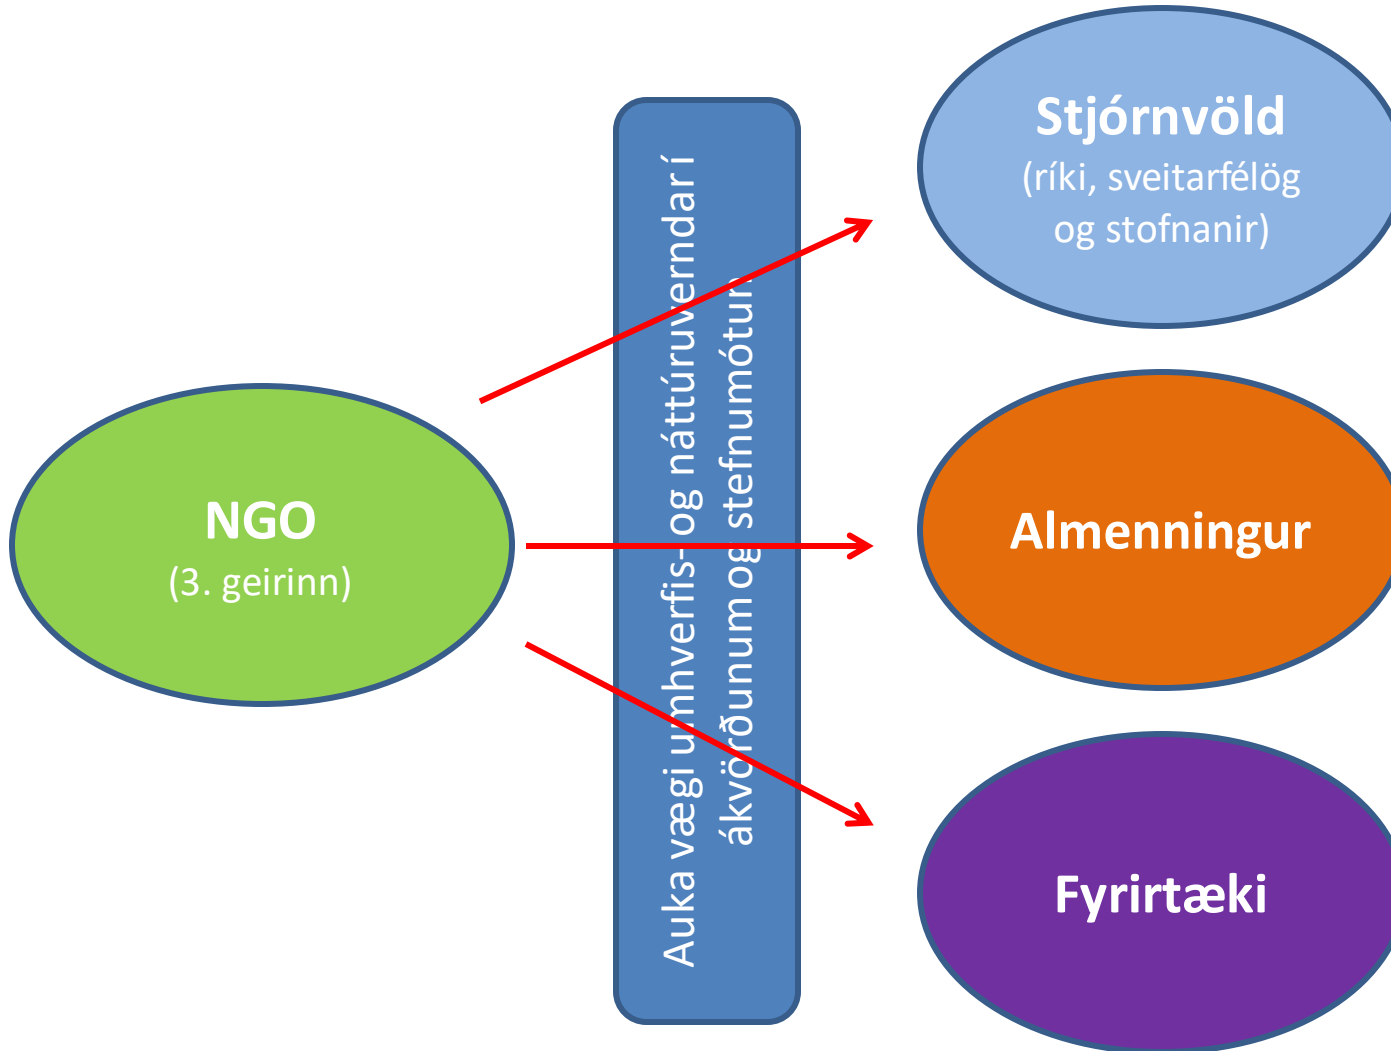 NGO
(3. geirinn)
Auka vægi umhverfis- og náttúruverndar í
ákvörðunum og stefnumótun
Stjórnvöld
(ríki, sveitarfélög
og stofnanir)
Almenningur
Fyrirtæki